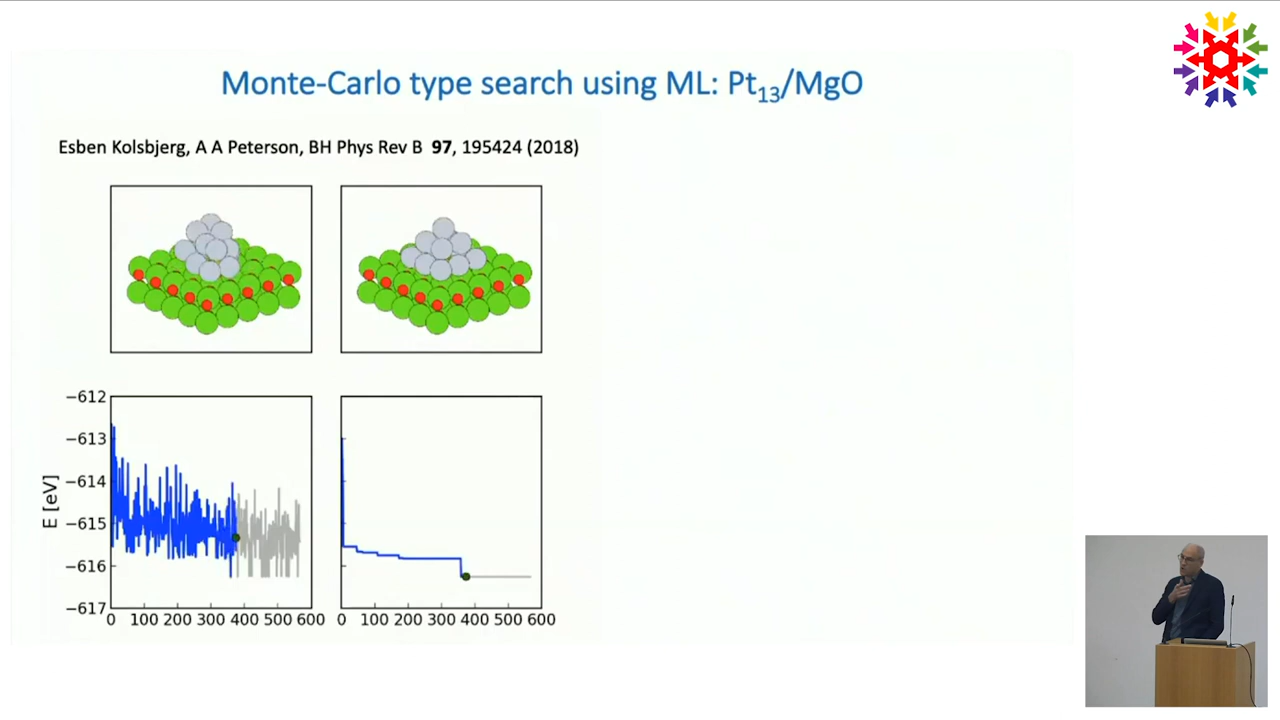 Monte-Carlo type search using ML: Pt₁₃/MgO
Esben Kolsbjerg, A A Peterson, BH Phys Rev B 97, 195424 (2018)
−612
−613
−614
−615
−616
−617
E [eV]
0 100 200 300 400 500 600
0 100 200 300 400 500 600